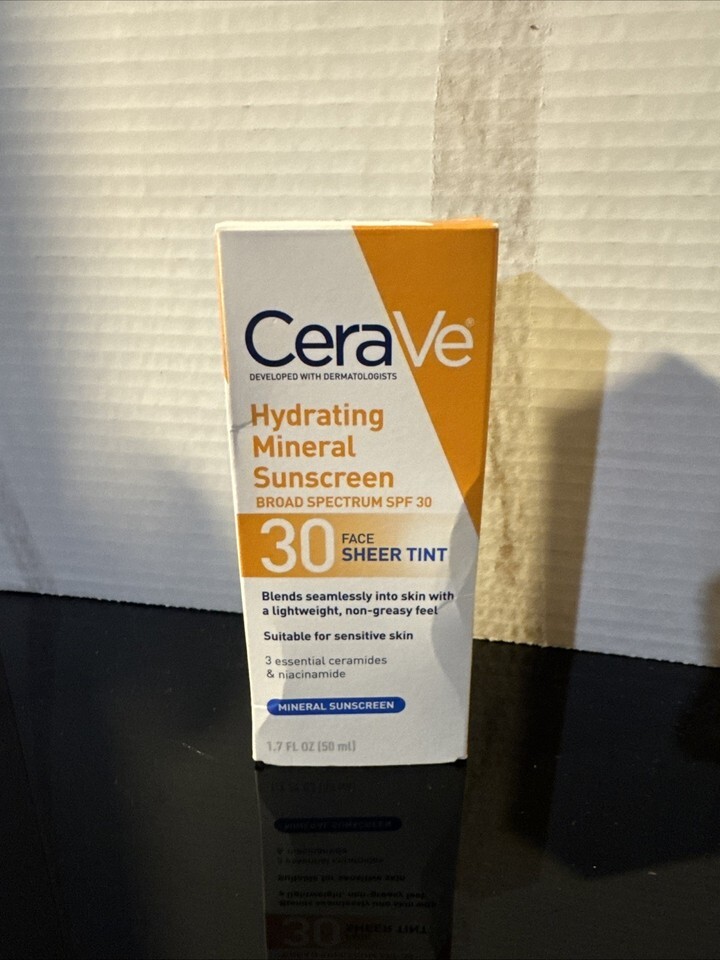 CeraVe®
DEVELOPED WITH DERMATOLOGISTS
Hydrating
Mineral
Sunscreen
BROAD SPECTRUM SPF 30
30 FACE
SHEER TINT
Blends seamlessly into skin with
a lightweight, non-greasy feel
Suitable for sensitive skin
3 essential ceramides
& niacinamide
MINERAL SUNSCREEN
1.7 FL OZ (50 ml)